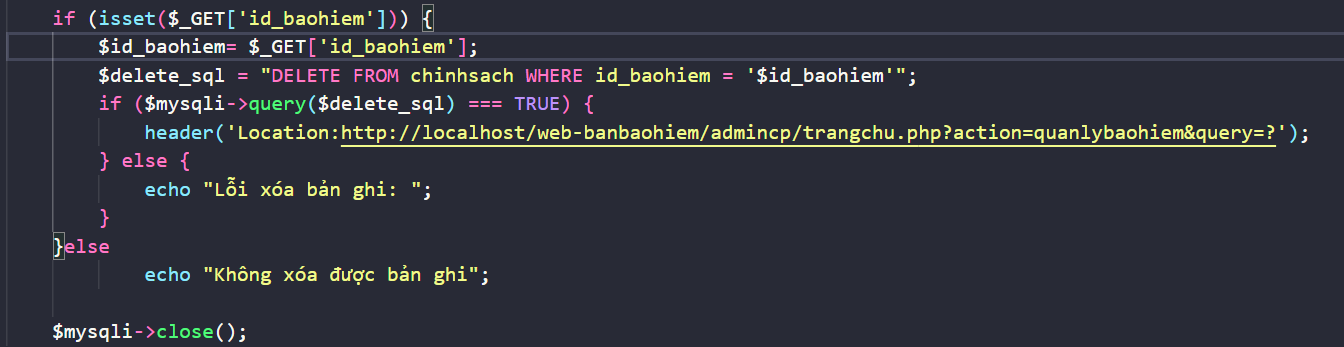 if (isset($_GET['id_baohiem'])) {
$id_baohiem= $_GET['id_baohiem'];
$delete_sql = "DELETE FROM chinhsach WHERE id_baohiem = '$id_baohiem'";
if ($mysqli->query($delete_sql) === TRUE) {
header('Location:http://localhost/web-banbaohiem/admincp/trangchu.php?action=quanlybaohiem&query=?');
} else {
echo "Lỗi xóa bản ghi: ";
}
}else
echo "Không xóa được bản ghi";
$mysqli->close();